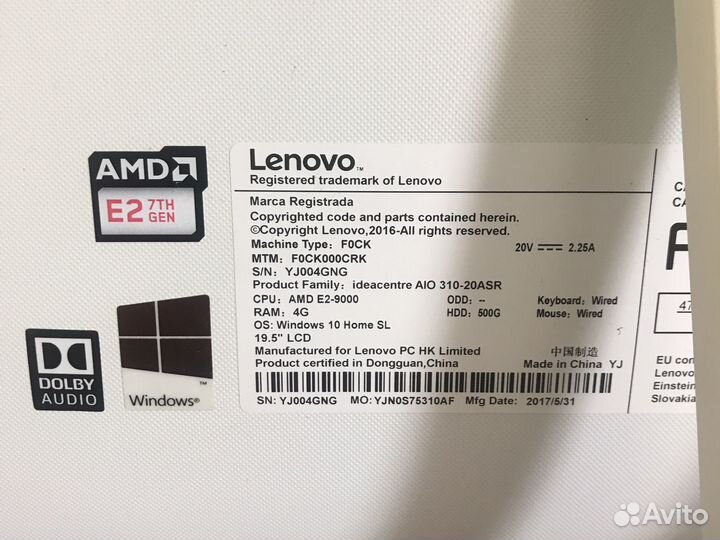 AMD
E2 7TH GEN
DOLBY
AUDIO
Windows®
Lenovo™
Registered trademark of Lenovo
Marca Registrada
Copyrighted code and parts contained herein.
©Copyright Lenovo,2016-All rights reserved.
Machine Type: F0CK 20V 2.25A
MTM: F0CK000CRK
S/N: YJ004GNG
Product Family: ideacentre AIO 310-20ASR
CPU: AMD E2-9000 ODD: -- Keyboard: Wired
RAM: 4G HDD: 500G Mouse: Wired
OS: Windows 10 Home SL
19.5" LCD
Manufactured for Lenovo PC HK Limited 中国制造
Product certified in Dongguan,China Made in China YJ
SN: YJ004GNG MO: YJN0S75310AF Mfg Date: 2017/5/31
CA
CA
47
EU con
Lenovo
Einstein
Slovakia
Avito